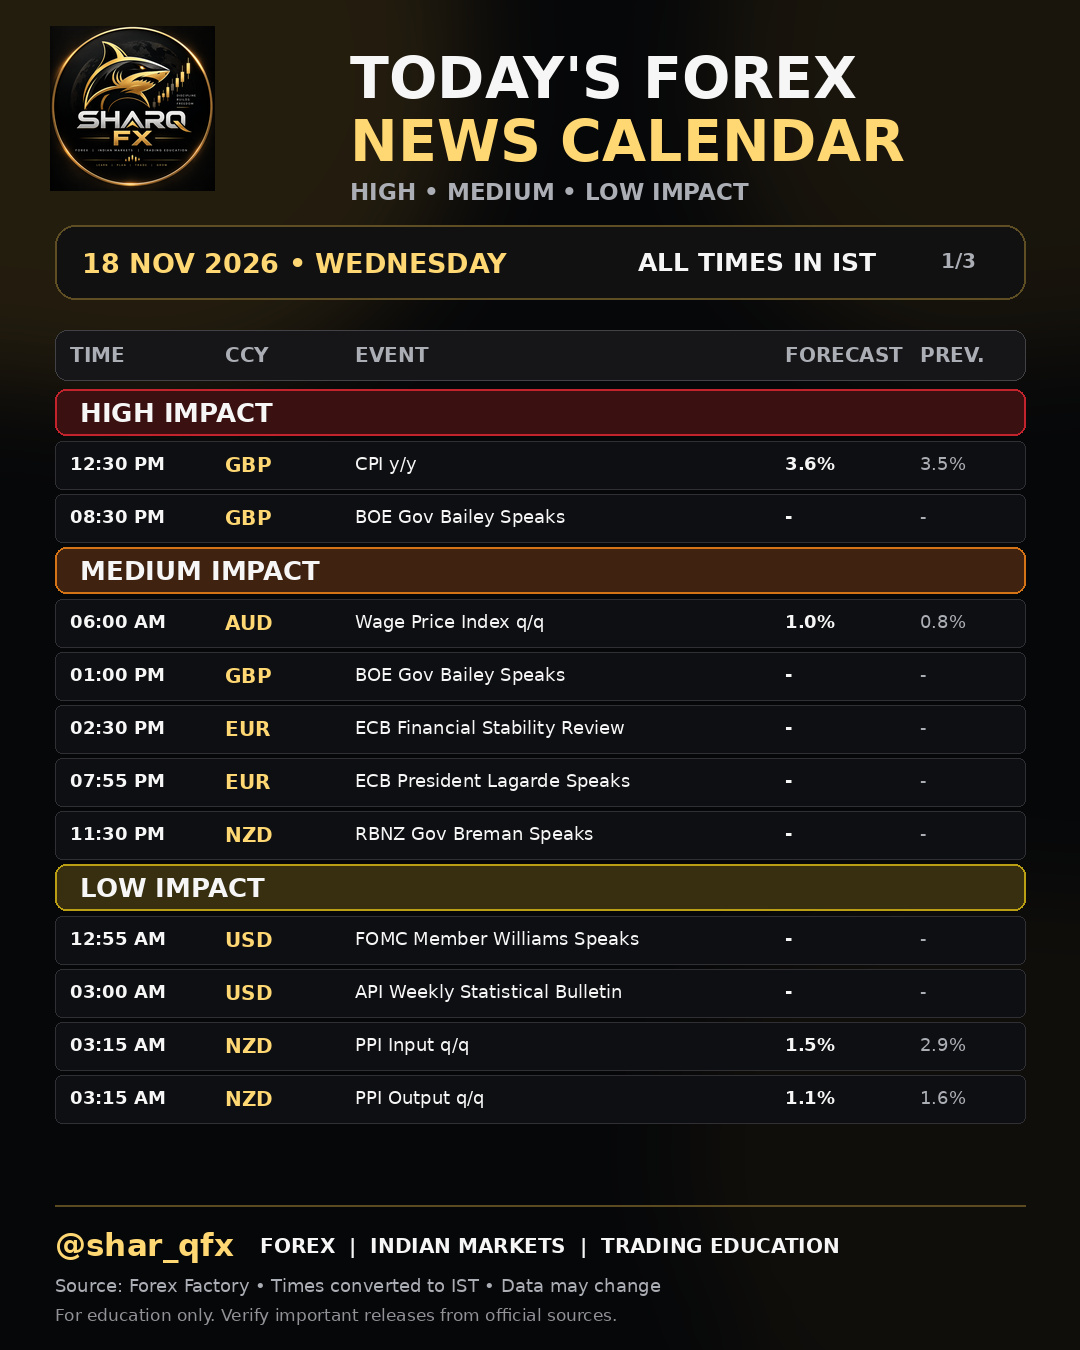 SHARQ
FX
FOREX | INDIAN MARKETS | TRADING EDUCATION
TODAY'S FOREX
NEWS CALENDAR
HIGH • MEDIUM • LOW IMPACT
18 NOV 2026 • WEDNESDAY ALL TIMES IN IST 1/3
TIME CCY EVENT FORECAST PREV.
HIGH IMPACT
12:30 PM GBP CPI y/y 3.6% 3.5%
08:30 PM GBP BOE Gov Bailey Speaks - -
MEDIUM IMPACT
06:00 AM AUD Wage Price Index q/q 1.0% 0.8%
01:00 PM GBP BOE Gov Bailey Speaks - -
02:30 PM EUR ECB Financial Stability Review - -
07:55 PM EUR ECB President Lagarde Speaks - -
11:30 PM NZD RBNZ Gov Breman Speaks - -
LOW IMPACT
12:55 AM USD FOMC Member Williams Speaks - -
03:00 AM USD API Weekly Statistical Bulletin - -
03:15 AM NZD PPI Input q/q 1.5% 2.9%
03:15 AM NZD PPI Output q/q 1.1% 1.6%
@shar_qfx FOREX | INDIAN MARKETS | TRADING EDUCATION
Source: Forex Factory • Times converted to IST • Data may change
For education only. Verify important releases from official sources.